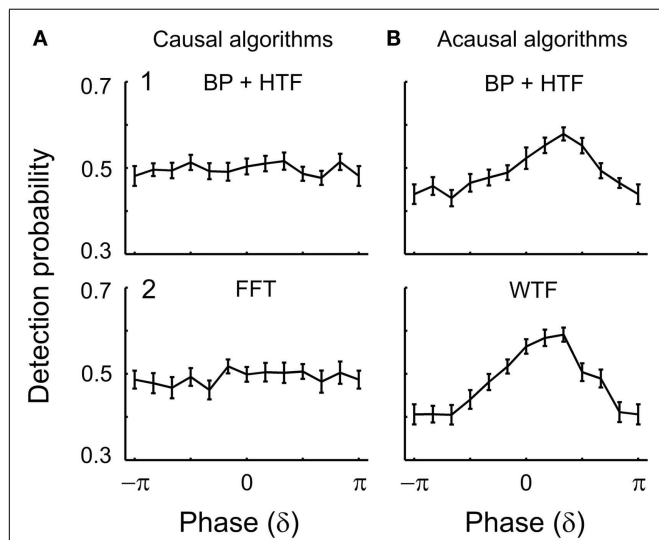 A Causal algorithms
B Acausal algorithms
Detection probability
1 BP + HTF
0.7
0.5
0.3
BP + HTF
2 FFT
0.7
0.5
0.3
WTF
−π 0 π
−π 0 π
Phase (δ)
Phase (δ)